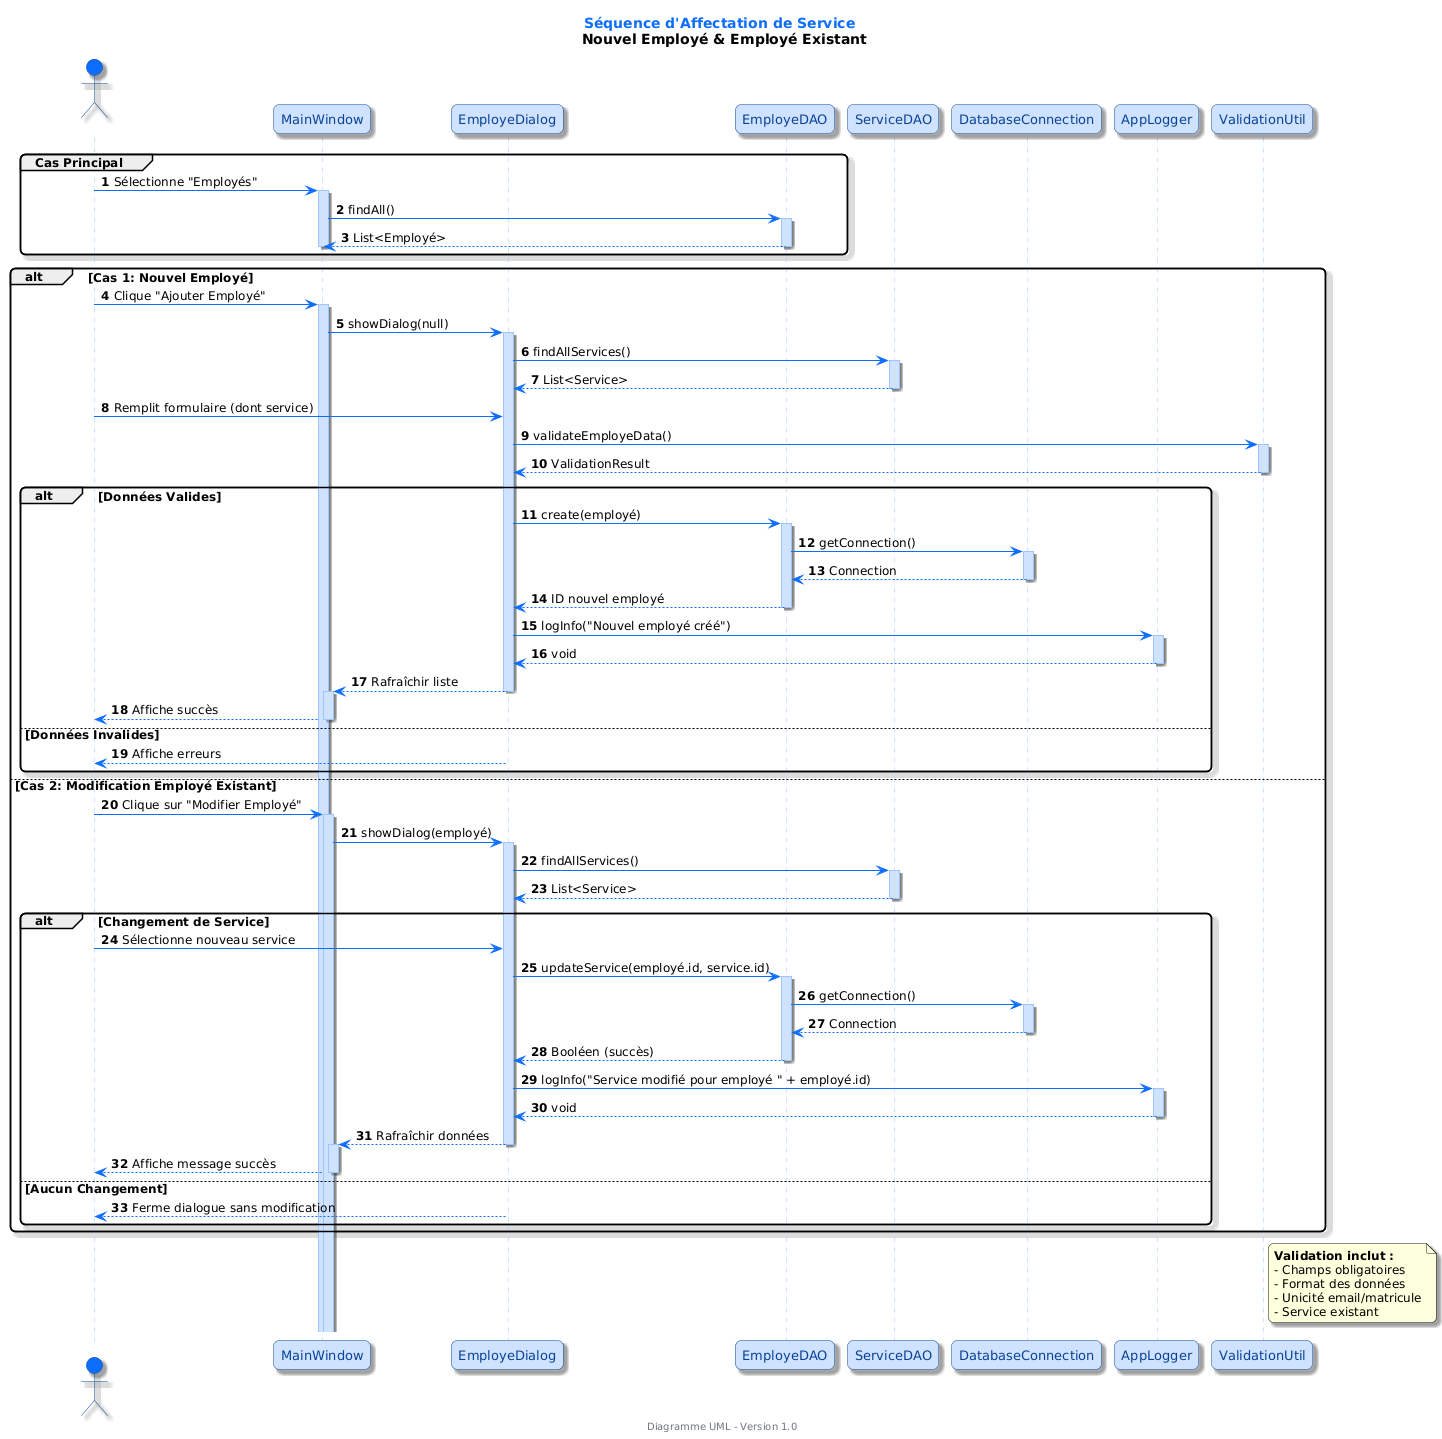 Séquence d'Affectation de Service
Nouvel Employé & Employé Existant
MainWindow
EmployeDialog
EmployeDAO
ServiceDAO
DatabaseConnection
AppLogger
ValidationUtil
Cas Principal
1 Sélectionne "Employés"
2 findAll()
3 List<Employé>
alt
[Cas 1: Nouvel Employé]
4 Clique "Ajouter Employé"
5 showDialog(null)
6 findAllServices()
7 List<Service>
8 Remplit formulaire (dont service)
9 validateEmployeData()
10 ValidationResult
alt
[Données Valides]
11 create(employé)
12 getConnection()
13 Connection
14 ID nouvel employé
15 logInfo("Nouvel employé créé")
16 void
17 Rafraîchir liste
18 Affiche succès
[Données Invalides]
19 Affiche erreurs
[Cas 2: Modification Employé Existant]
20 Clique sur "Modifier Employé"
21 showDialog(employé)
22 findAllServices()
23 List<Service>
alt
[Changement de Service]
24 Sélectionne nouveau service
25 updateService(employé.id, service.id)
26 getConnection()
27 Connection
28 Booléen (succès)
29 logInfo("Service modifié pour employé " + employé.id)
30 void
31 Rafraîchir données
32 Affiche message succès
[Aucun Changement]
33 Ferme dialogue sans modification
Validation inclut :
- Champs obligatoires
- Format des données
- Unicité email/matricule
- Service existant
MainWindow
EmployeDialog
EmployeDAO
ServiceDAO
DatabaseConnection
AppLogger
ValidationUtil
Diagramme UML - Version 1.0